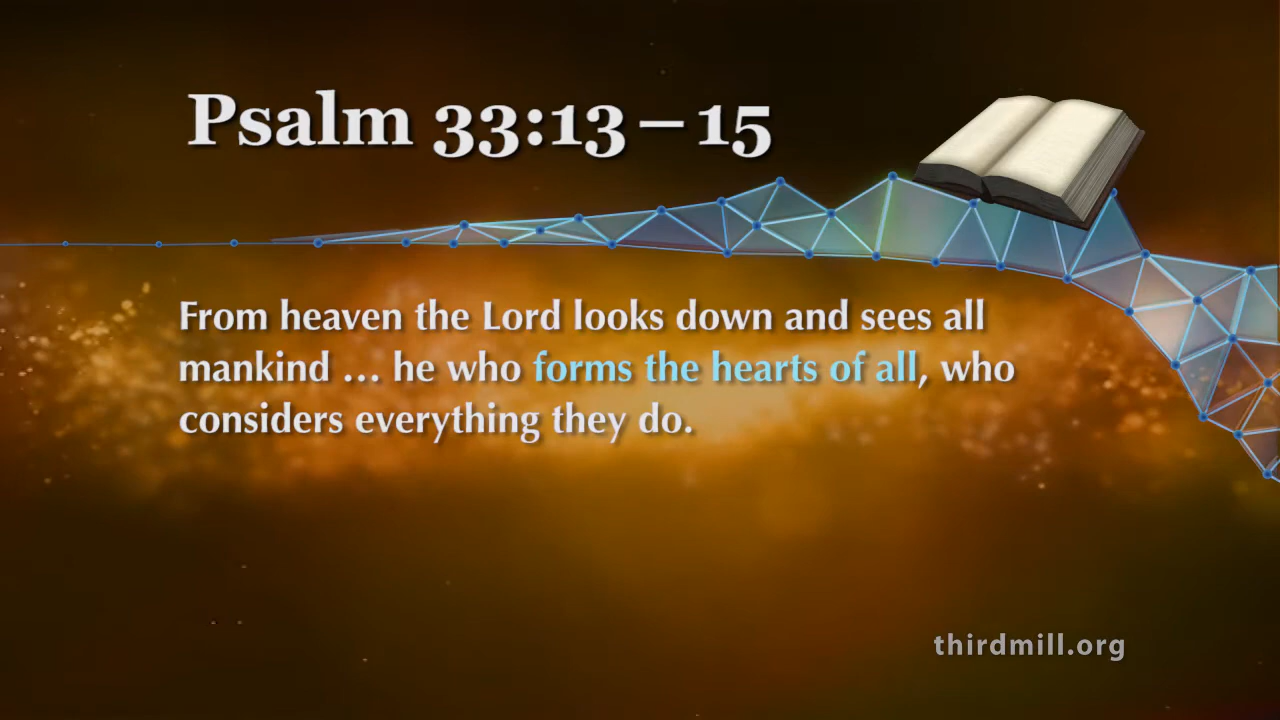 Psalm 33:13–15
From heaven the Lord looks down and sees all
mankind … he who forms the hearts of all, who
considers everything they do.
thirdmill.org